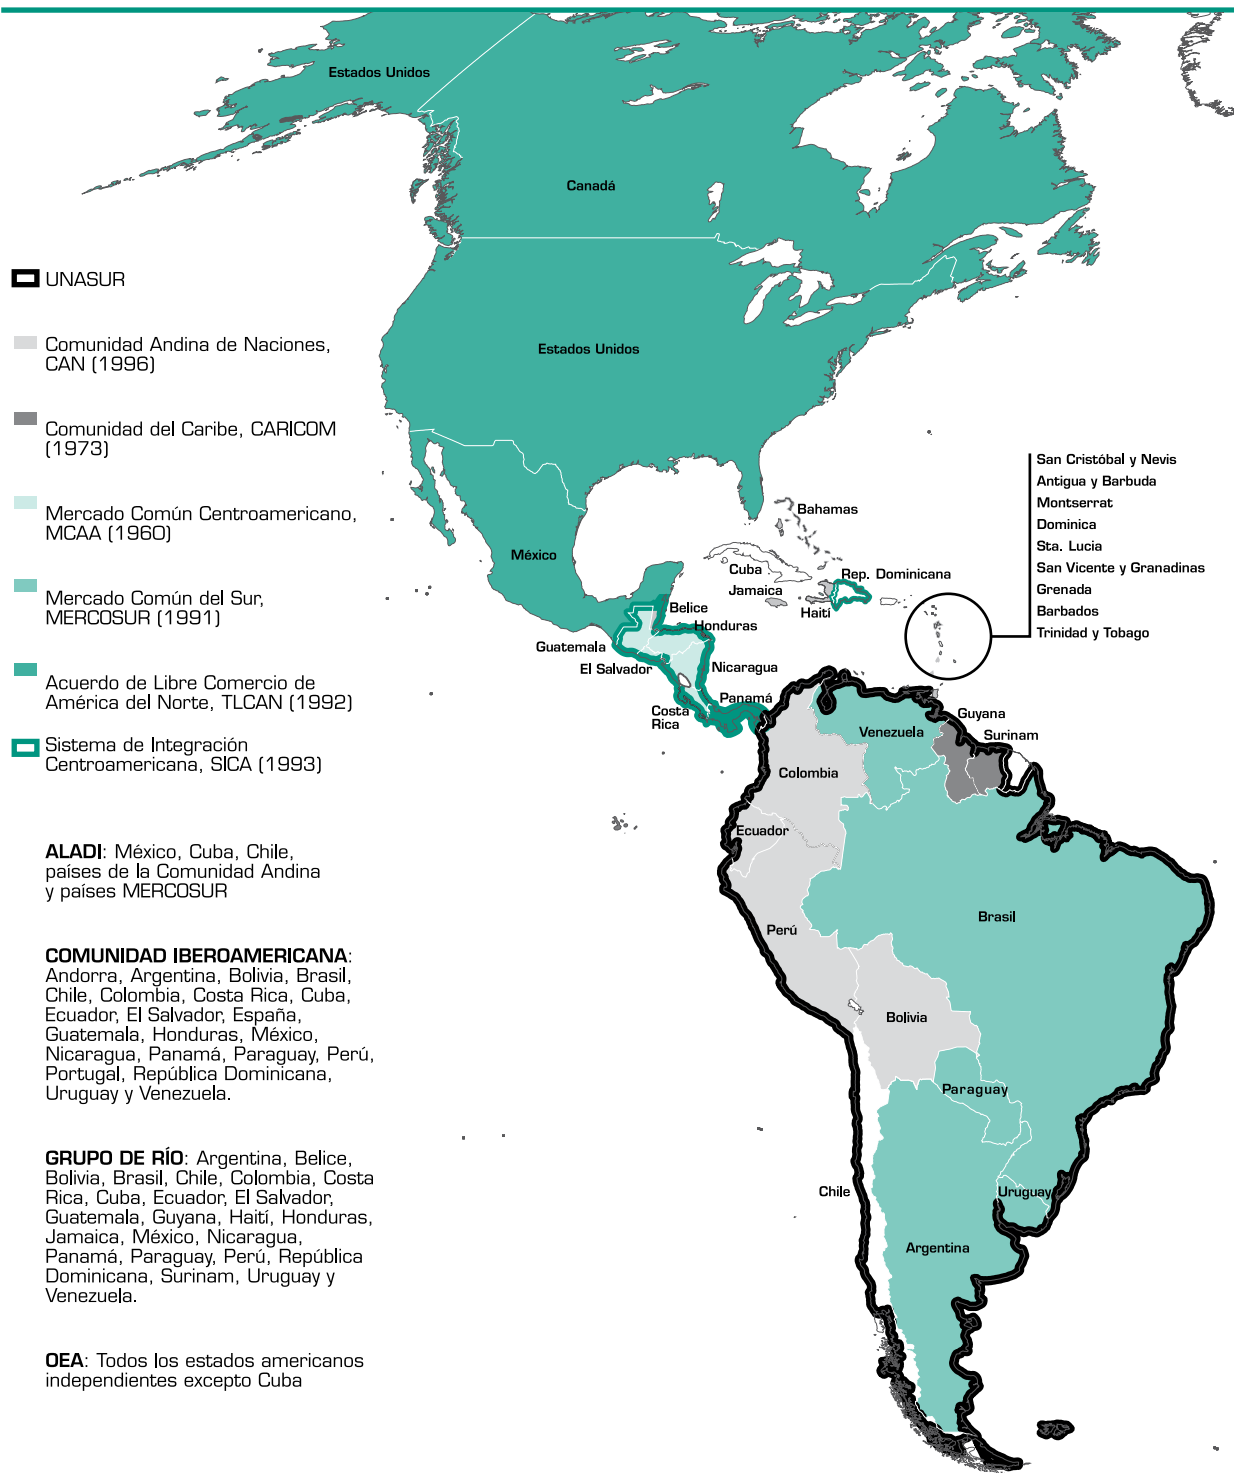 Estados Unidos
Canadá
Estados Unidos
México
UNASUR
Comunidad Andina de Naciones,
CAN (1996)
Comunidad del Caribe, CARICOM
(1973)
Mercado Común Centroamericano,
MCAA (1960)
Mercado Común del Sur,
MERCOSUR (1991)
Acuerdo de Libre Comercio de
América del Norte, TLCAN (1992)
Sistema de Integración
Centroamericana, SICA (1993)
ALADI: México, Cuba, Chile,
países de la Comunidad Andina
y países MERCOSUR
COMUNIDAD IBEROAMERICANA:
Andorra, Argentina, Bolivia, Brasil,
Chile, Colombia, Costa Rica, Cuba,
Ecuador, El Salvador, España,
Guatemala, Honduras, México,
Nicaragua, Panamá, Paraguay, Perú,
Portugal, República Dominicana,
Uruguay y Venezuela.
GRUPO DE RÍO: Argentina, Belice,
Bolivia, Brasil, Chile, Colombia, Costa
Rica, Cuba, Ecuador, El Salvador,
Guatemala, Guyana, Haití, Honduras,
Jamaica, México, Nicaragua,
Panamá, Paraguay, Perú, República
Dominicana, Surinam, Uruguay y
Venezuela.
OEA: Todos los estados americanos
independientes excepto Cuba
Bahamas
Cuba
Jamaica
Haití
Rep. Dominicana
Belice
Honduras
Guatemala
El Salvador
Nicaragua
Costa
Rica
Panamá
San Cristóbal y Nevis
Antigua y Barbuda
Montserrat
Dominica
Sta. Lucia
San Vicente y Granadinas
Grenada
Barbados
Trinidad y Tobago
Guyana
Surinam
Venezuela
Colombia
Ecuador
Perú
Brasil
Bolivia
Paraguay
Chile
Uruguay
Argentina